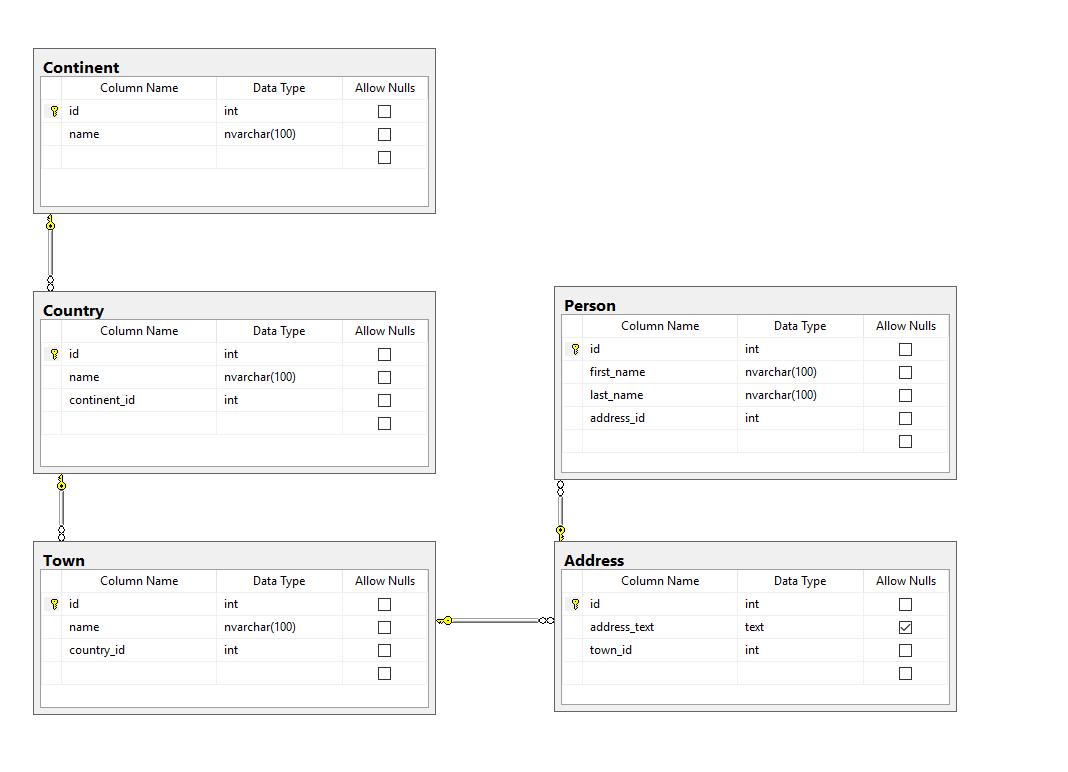 Continent
Column Name Data Type Allow Nulls
id int
name nvarchar(100)
Country
Column Name Data Type Allow Nulls
id int
name nvarchar(100)
continent_id int
Town
Column Name Data Type Allow Nulls
id int
name nvarchar(100)
country_id int
Person
Column Name Data Type Allow Nulls
id int
first_name nvarchar(100)
last_name nvarchar(100)
address_id int
Address
Column Name Data Type Allow Nulls
id int
address_text text
town_id int